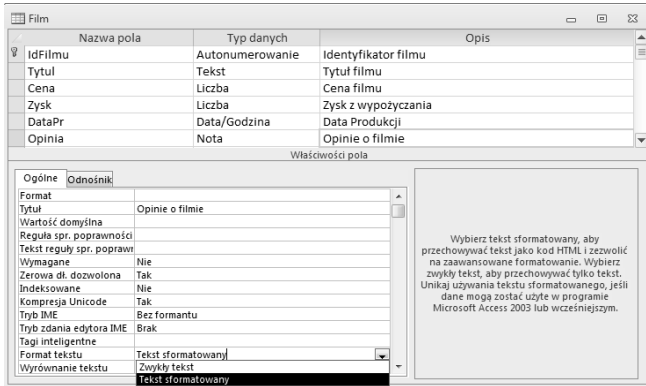 Film
Nazwa pola Typ danych Opis
IdFilmu Autonumerowanie Identyfikator filmu
Tytul Tekst Tytuł filmu
Cena Liczba Cena filmu
Zysk Liczba Zysk z wypożyczania
DataPr Data/Godzina Data Produkcji
Opinia Nota Opinie o filmie
Właściwości pola
Ogólne Odnośnik
Format
Tytuł Opinie o filmie
Wartość domyślna
Reguła spr. poprawności
Tekst reguły spr. poprawn
Wymagane Nie
Zerowa dł. dozwolona Tak
Indeksowane Nie
Kompresja Unicode Tak
Tryb IME Bez formantu
Tryb zdania edytora IME Brak
Tagi inteligentne
Format tekstu Tekst sformatowany
Wyrównanie tekstu Zwykły tekst
Tekst sformatowany
Wybierz tekst sformatowany, aby
przechowywać tekst jako kod HTML i zezwolić
na zaawansowane formatowanie. Wybierz
zwykły tekst, aby przechowywać tylko tekst.
Unikaj używania tekstu sformatowanego, jeśli
dane mogą zostać użyte w programie
Microsoft Access 2003 lub wcześniejszym.